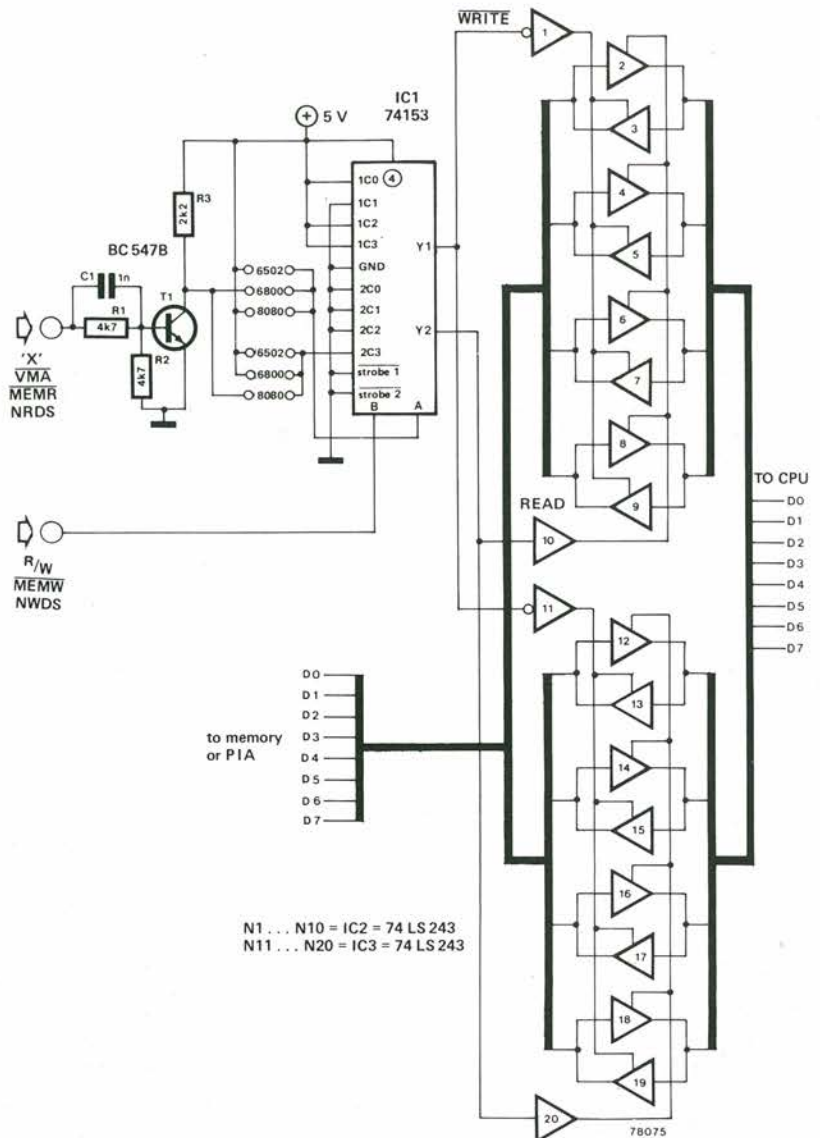 WRITE
1
2
3
4
5
6
7
8
9
READ
10
11
12
13
14
15
16
17
18
19
20
IC1
74153
5 V
+
4
1C0
1C1
1C2
1C3
GND
2C0
2C1
2C2
2C3
strobe 1
strobe 2
B
A
Y1
Y2
R3
2k2
BC547B
C1
1n
T1
R1
4k7
R2
4k7
6502
6800
8080
6502
6800
8080
'X'
VMA
MEMR
NRDS
R/W
MEMW
NWDS
TO CPU
D0
D1
D2
D3
D4
D5
D6
D7
to memory
or PIA
D0
D1
D2
D3
D4
D5
D6
D7
N1 . . . N10 = IC2 = 74 LS 243
N11 . . . N20 = IC3 = 74 LS 243
78075